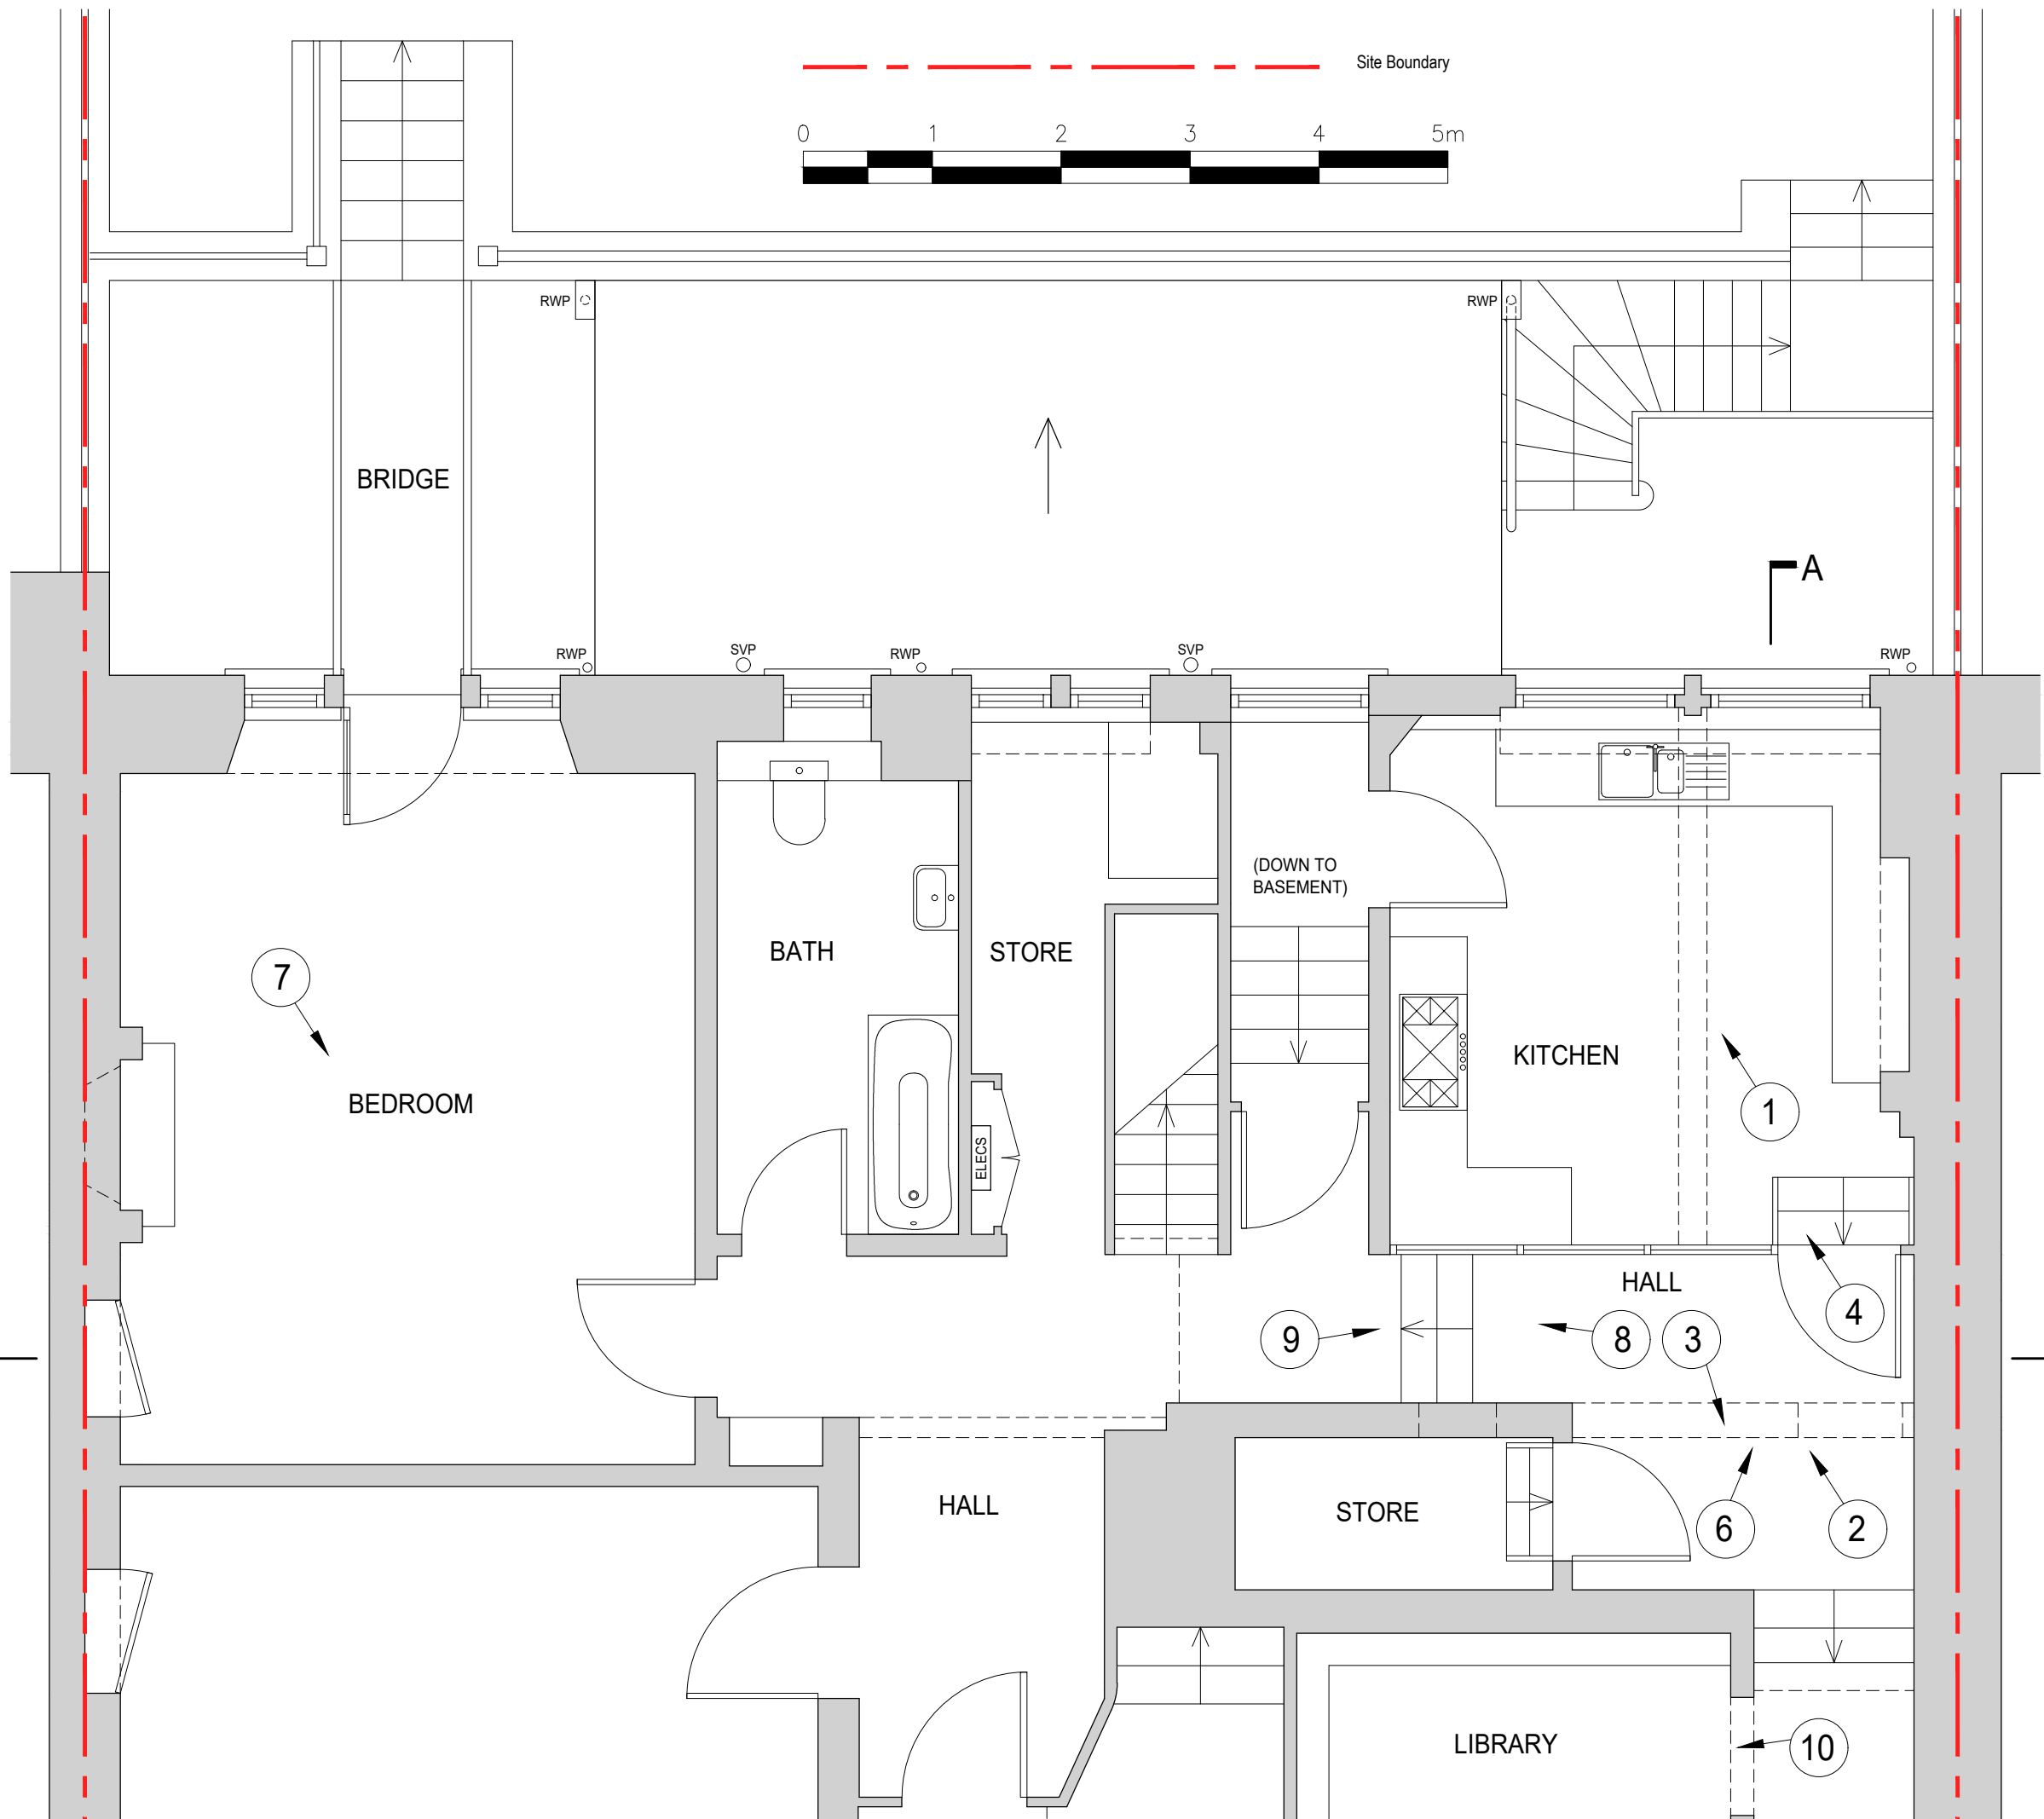 Site Boundary
0 1 2 3 4 5m
RWP
RWP
BRIDGE
A
RWP
SVP
RWP
SVP
RWP
(DOWN TO
BASEMENT)
BATH
STORE
7
KITCHEN
BEDROOM
1
ELECS
HALL
4
9
8
3
HALL
STORE
6
2
LIBRARY
10